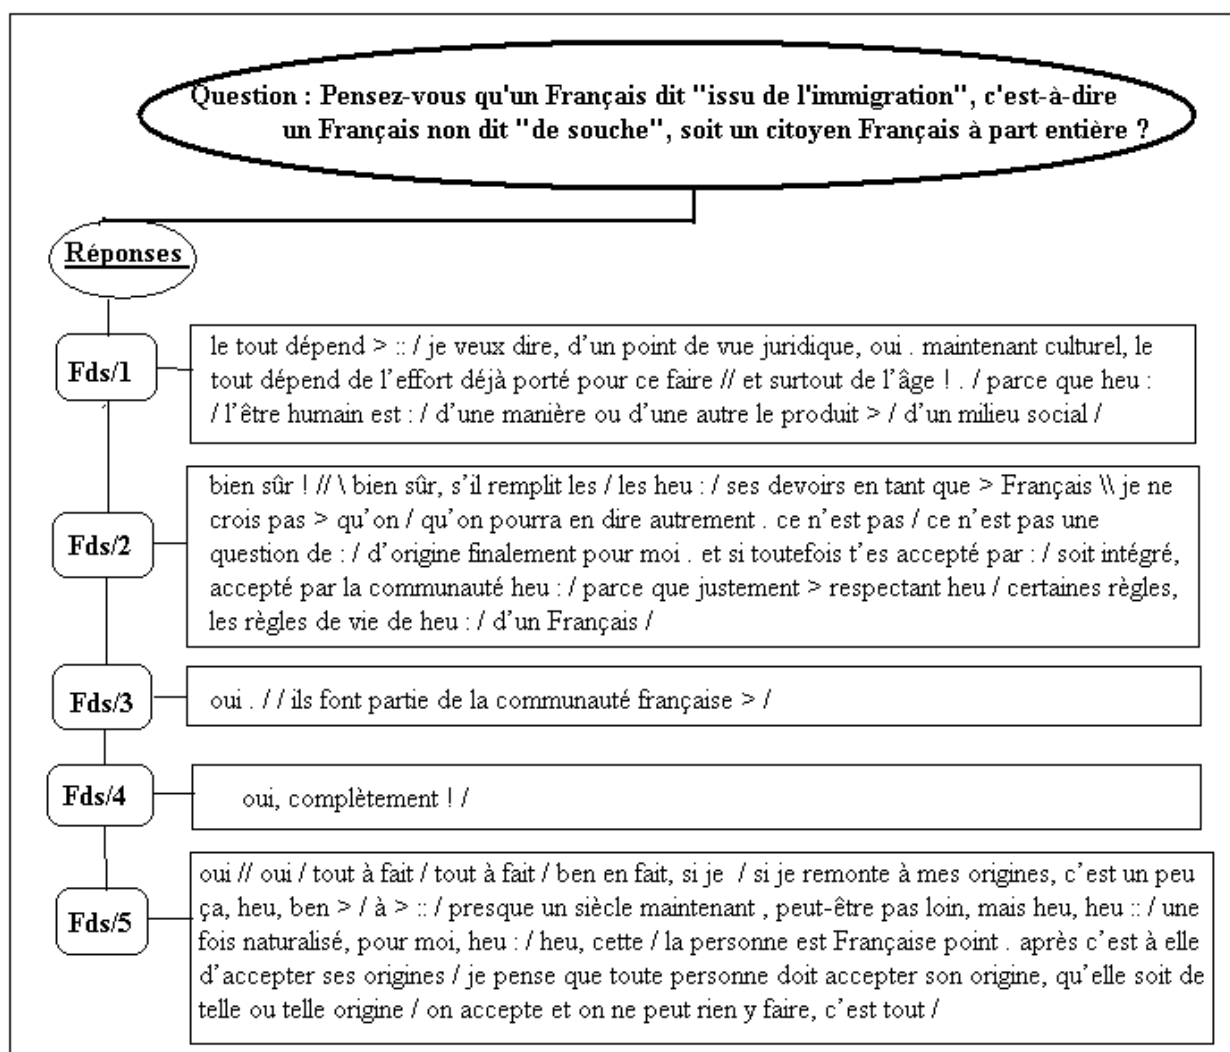 Question : Pensez-vous qu'un Français dit "issu de l'immigration", c'est-à-dire
un Français non dit "de souche", soit un citoyen Français à part entière ?
Réponses
Fds/1
le tout dépend > :: / je veux dire, d'un point de vue juridique, oui . maintenant culturel, le
tout dépend de l'effort déjà porté pour ce faire // et surtout de l'âge ! . / parce que heu :
/ l'être humain est : / d'une manière ou d'une autre le produit > / d'un milieu social /
Fds/2
bien sûr ! // \ bien sûr, s'il remplit les / les heu : / ses devoirs en tant que > Français \\ je ne
crois pas > qu'on / qu'on pourra en dire autrement . ce n'est pas / ce n'est pas une
question de : / d'origine finalement pour moi . et si toutefois t'es accepté par : / soit intégré,
accepté par la communauté heu : / parce que justement > respectant heu / certaines règles,
les règles de vie de heu : / d'un Français /
Fds/3
oui . / / ils font partie de la communauté française > /
Fds/4
oui, complètement ! /
Fds/5
oui // oui / tout à fait / tout à fait / ben en fait, si je / si je remonte à mes origines, c'est un peu
ça, heu, ben > / à > :: / presque un siècle maintenant , peut-être pas loin, mais heu, heu :: / une
fois naturalisé, pour moi, heu : / heu, cette / la personne est Française point . après c'est à elle
d'accepter ses origines / je pense que toute personne doit accepter son origine, qu'elle soit de
telle ou telle origine / on accepte et on ne peut rien y faire, c'est tout /